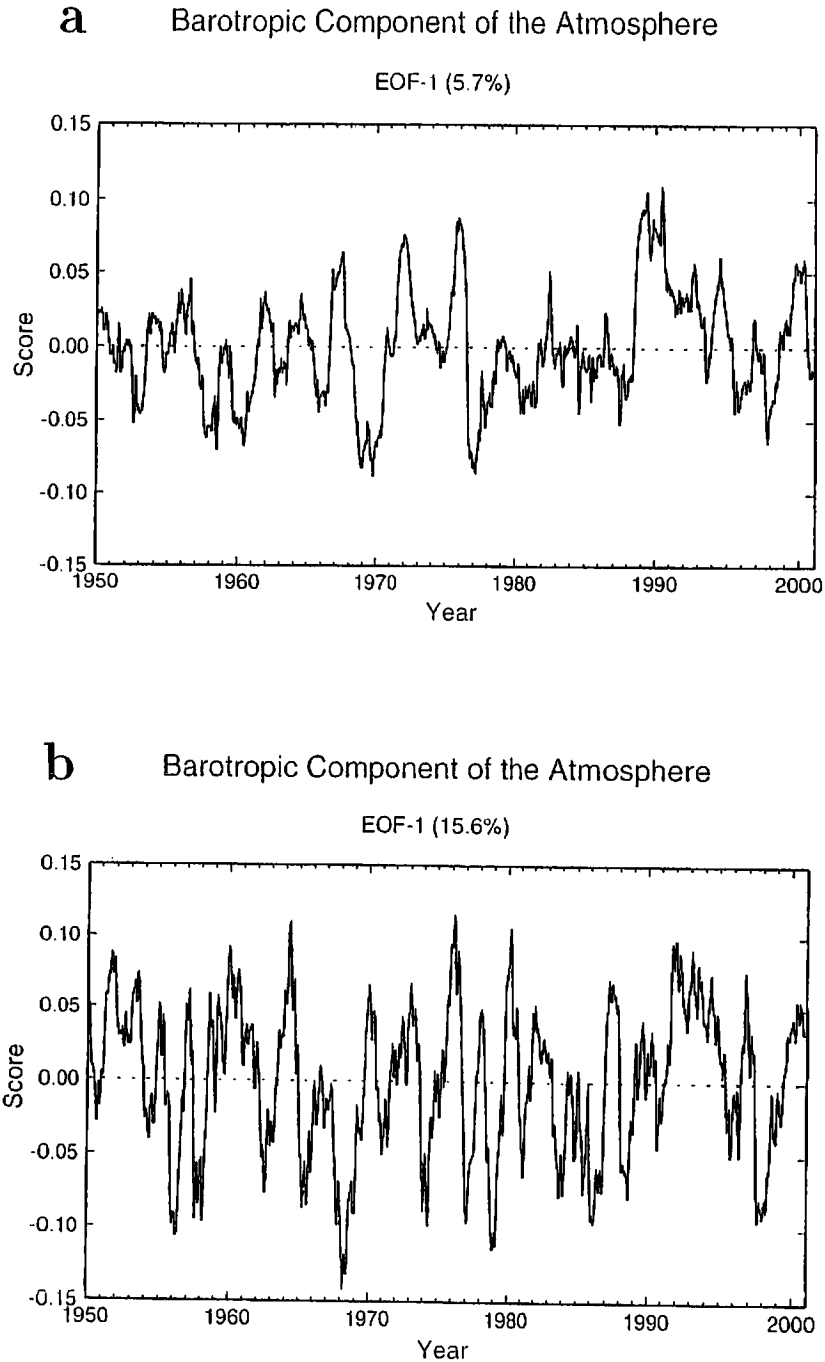 a
Barotropic Component of the Atmosphere
EOF-1 (5.7%)
0.15
0.10
0.05
0.00
-0.05
-0.10
-0.15
Score
1950 1960 1970 1980 1990 2000
Year
b
Barotropic Component of the Atmosphere
EOF-1 (15.6%)
0.15
0.10
0.05
0.00
-0.05
-0.10
-0.15
Score
1950 1960 1970 1980 1990 2000
Year